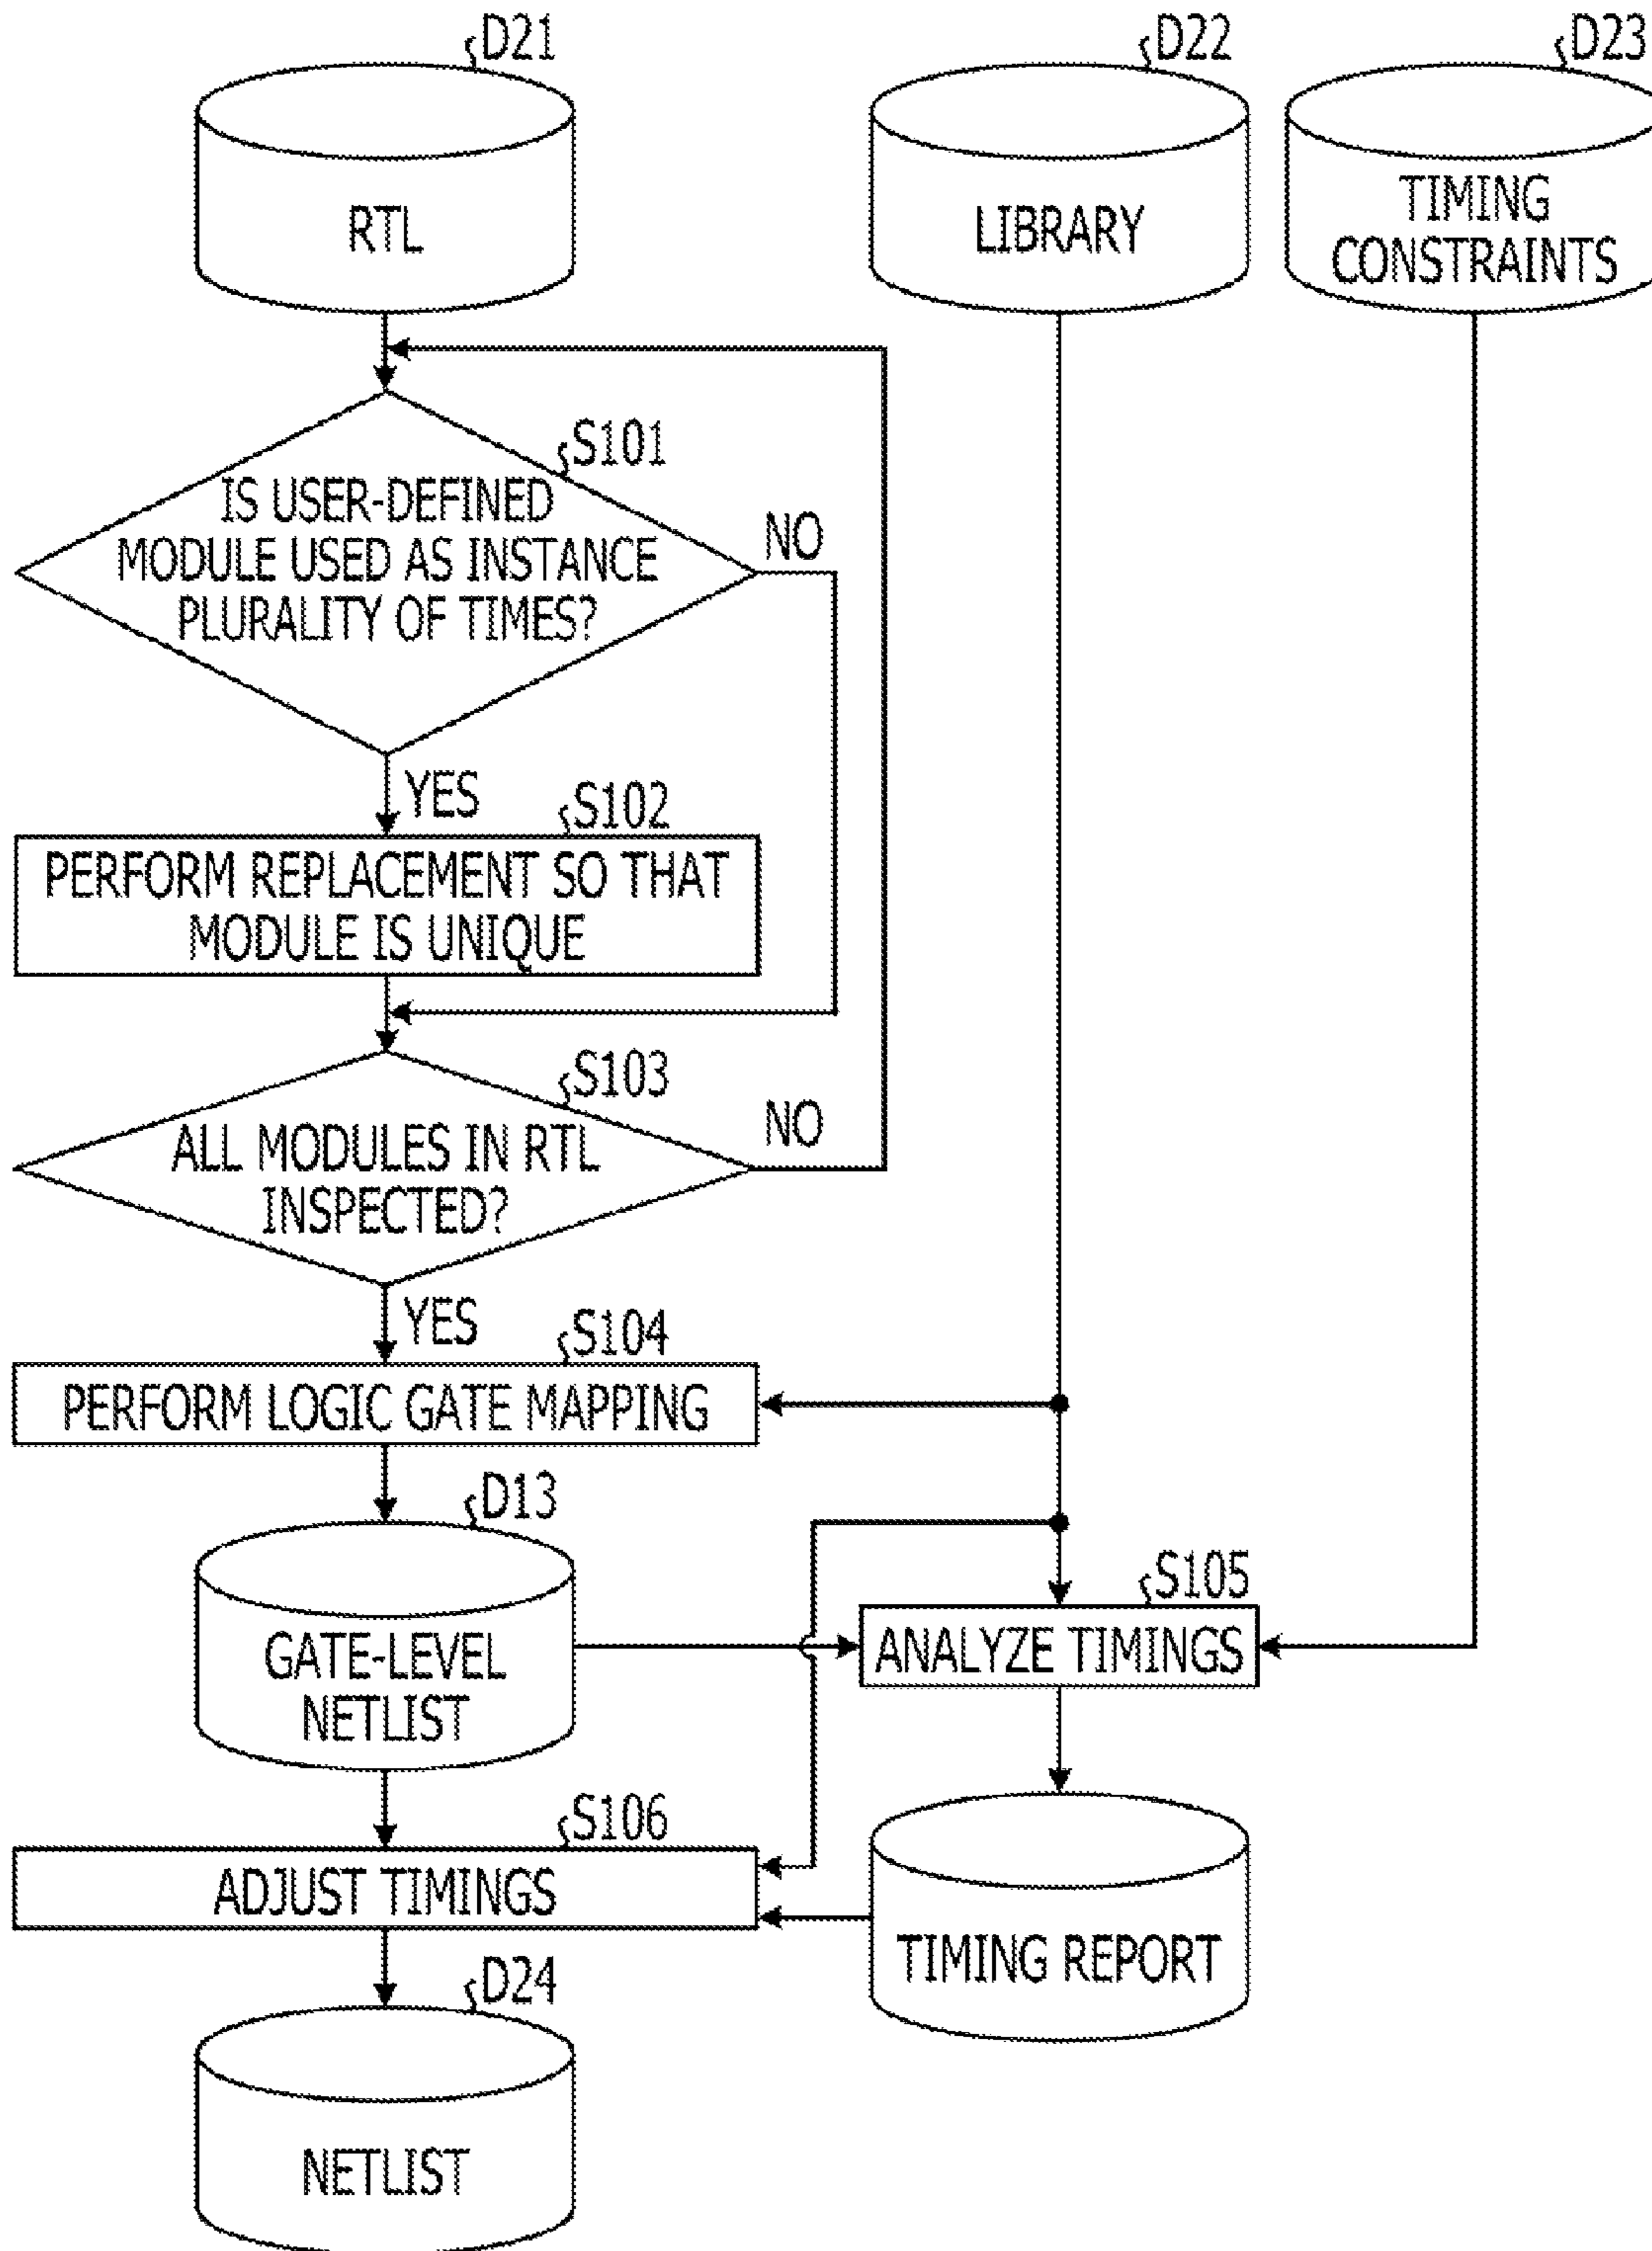 D21
D22
D23
RTL
LIBRARY
TIMING
CONSTRAINTS
S101
IS USER-DEFINED
MODULE USED AS INSTANCE
PLURALITY OF TIMES?
NO
YES
S102
PERFORM REPLACEMENT SO THAT
MODULE IS UNIQUE
S103
NO
ALL MODULES IN RTL
INSPECTED?
YES
S104
PERFORM LOGIC GATE MAPPING
D13
GATE-LEVEL
NETLIST
S105
ANALYZE TIMINGS
S106
ADJUST TIMINGS
TIMING REPORT
D24
NETLIST